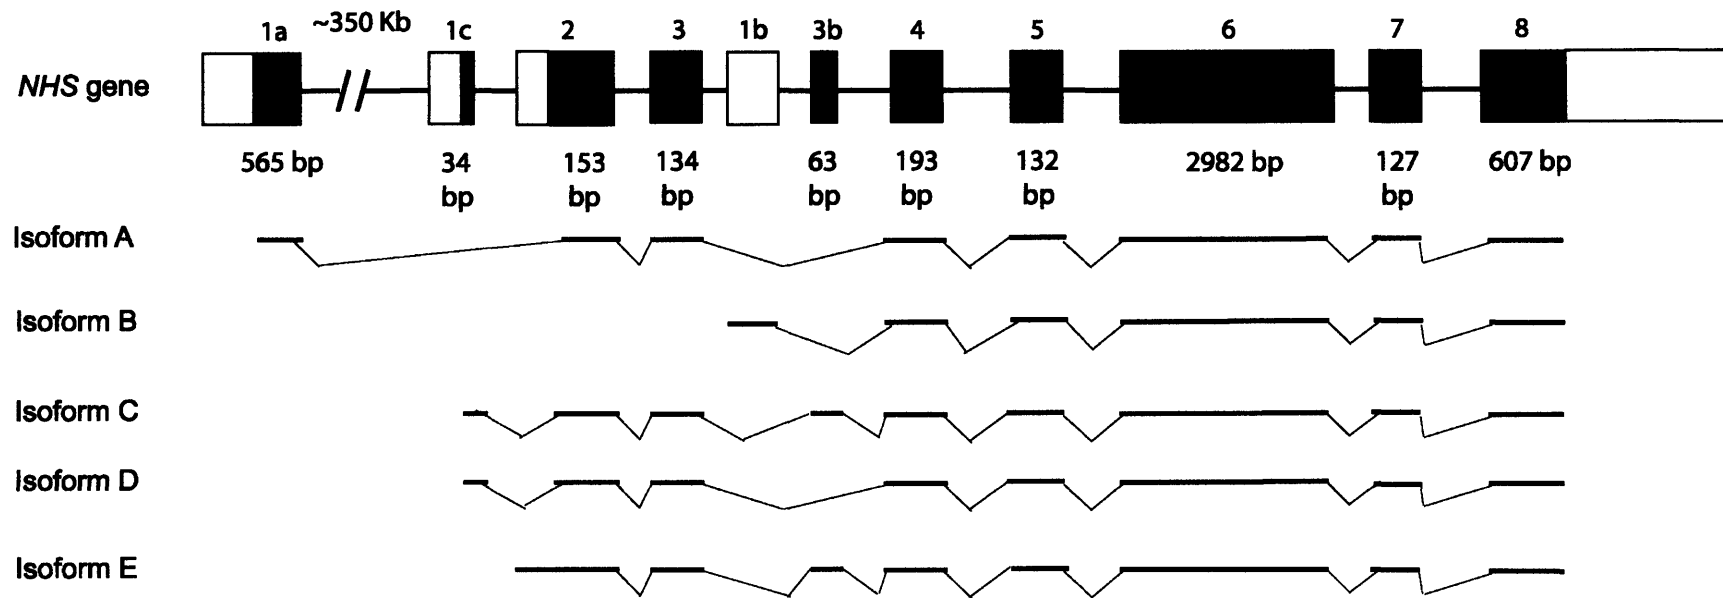 1a ~350 Kb 1c 2 3 1b 3b 4 5 6 7 8
NHS gene
565 bp 34 bp 153 bp 134 bp 63 bp 193 bp 132 bp 2982 bp 127 bp 607 bp
Isoform A
Isoform B
Isoform C
Isoform D
Isoform E